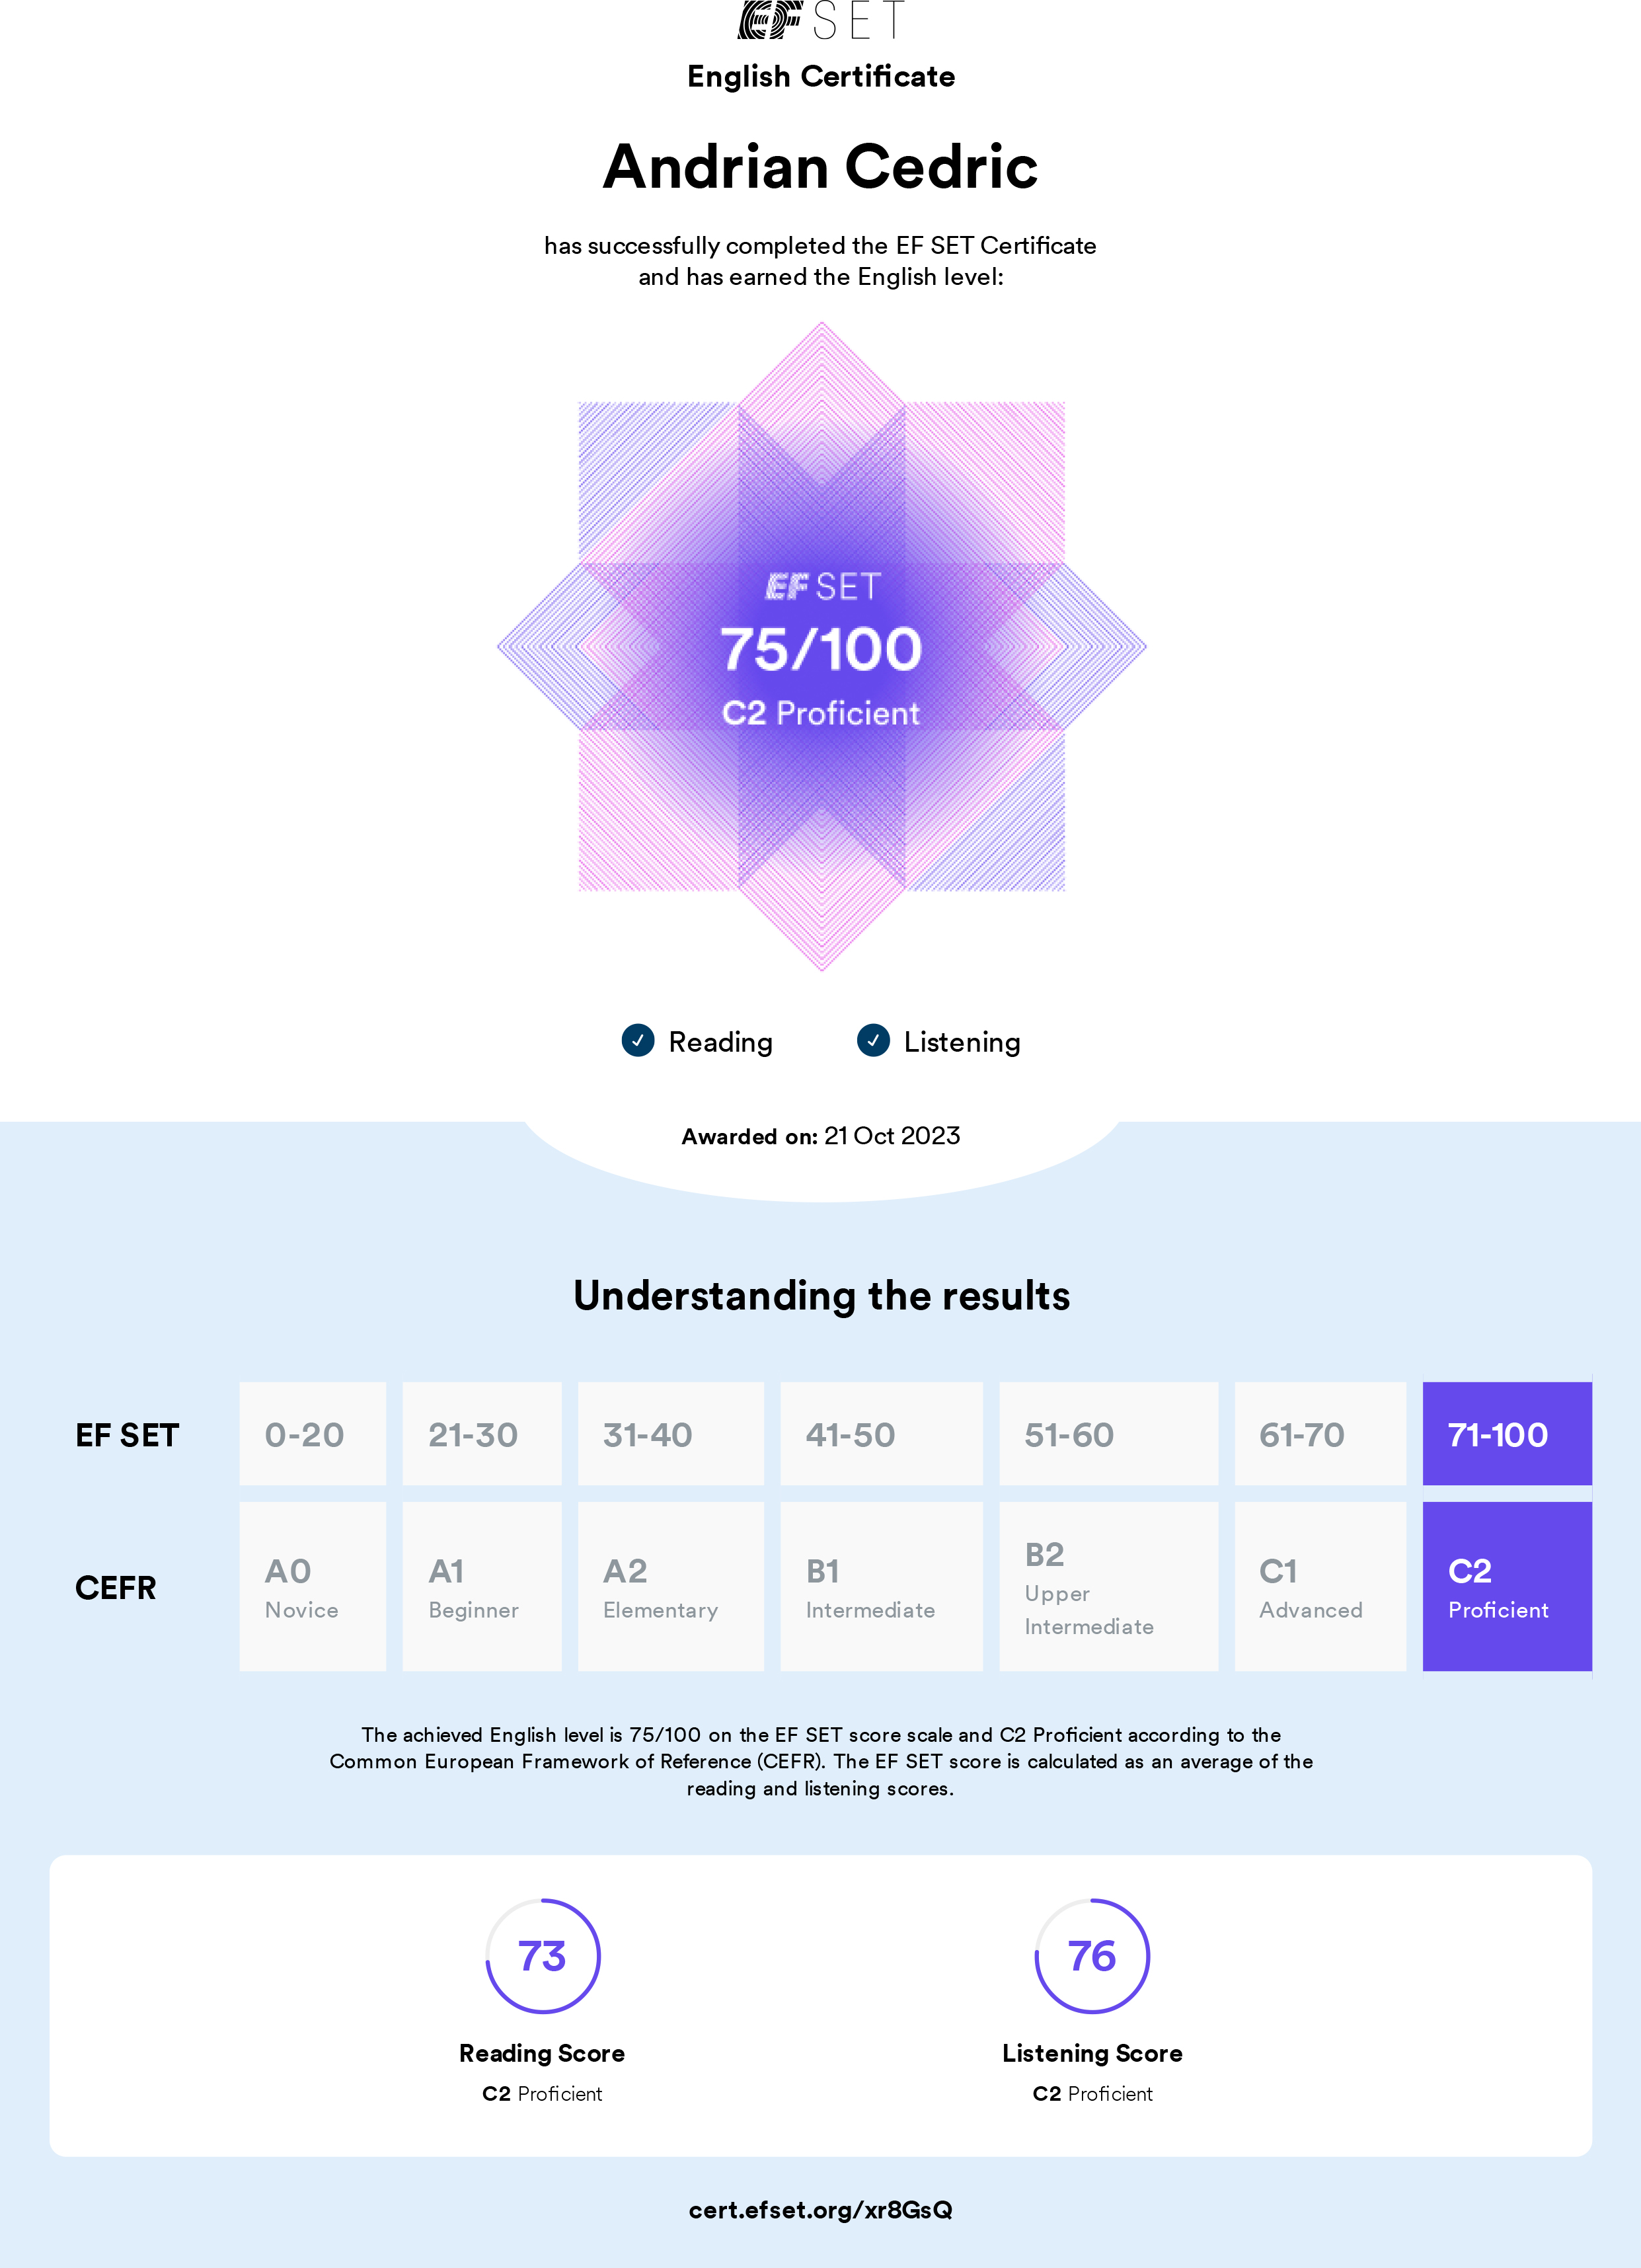 EF SET
English Certificate
Andrian Cedric
has successfully completed the EF SET Certificate
and has earned the English level:
EF SET
75/100
C2 Proficient
Reading
Listening
Awarded on: 21 Oct 2023
Understanding the results
EF SET 0-20 21-30 31-40 41-50 51-60 61-70 71-100
CEFR
A0 Novice
A1 Beginner
A2 Elementary
B1 Intermediate
B2 Upper Intermediate
C1 Advanced
C2 Proficient
The achieved English level is 75/100 on the EF SET score scale and C2 Proficient according to the
Common European Framework of Reference (CEFR). The EF SET score is calculated as an average of the
reading and listening scores.
73
Reading Score
C2 Proficient
76
Listening Score
C2 Proficient
cert.efset.org/xr8GsQ